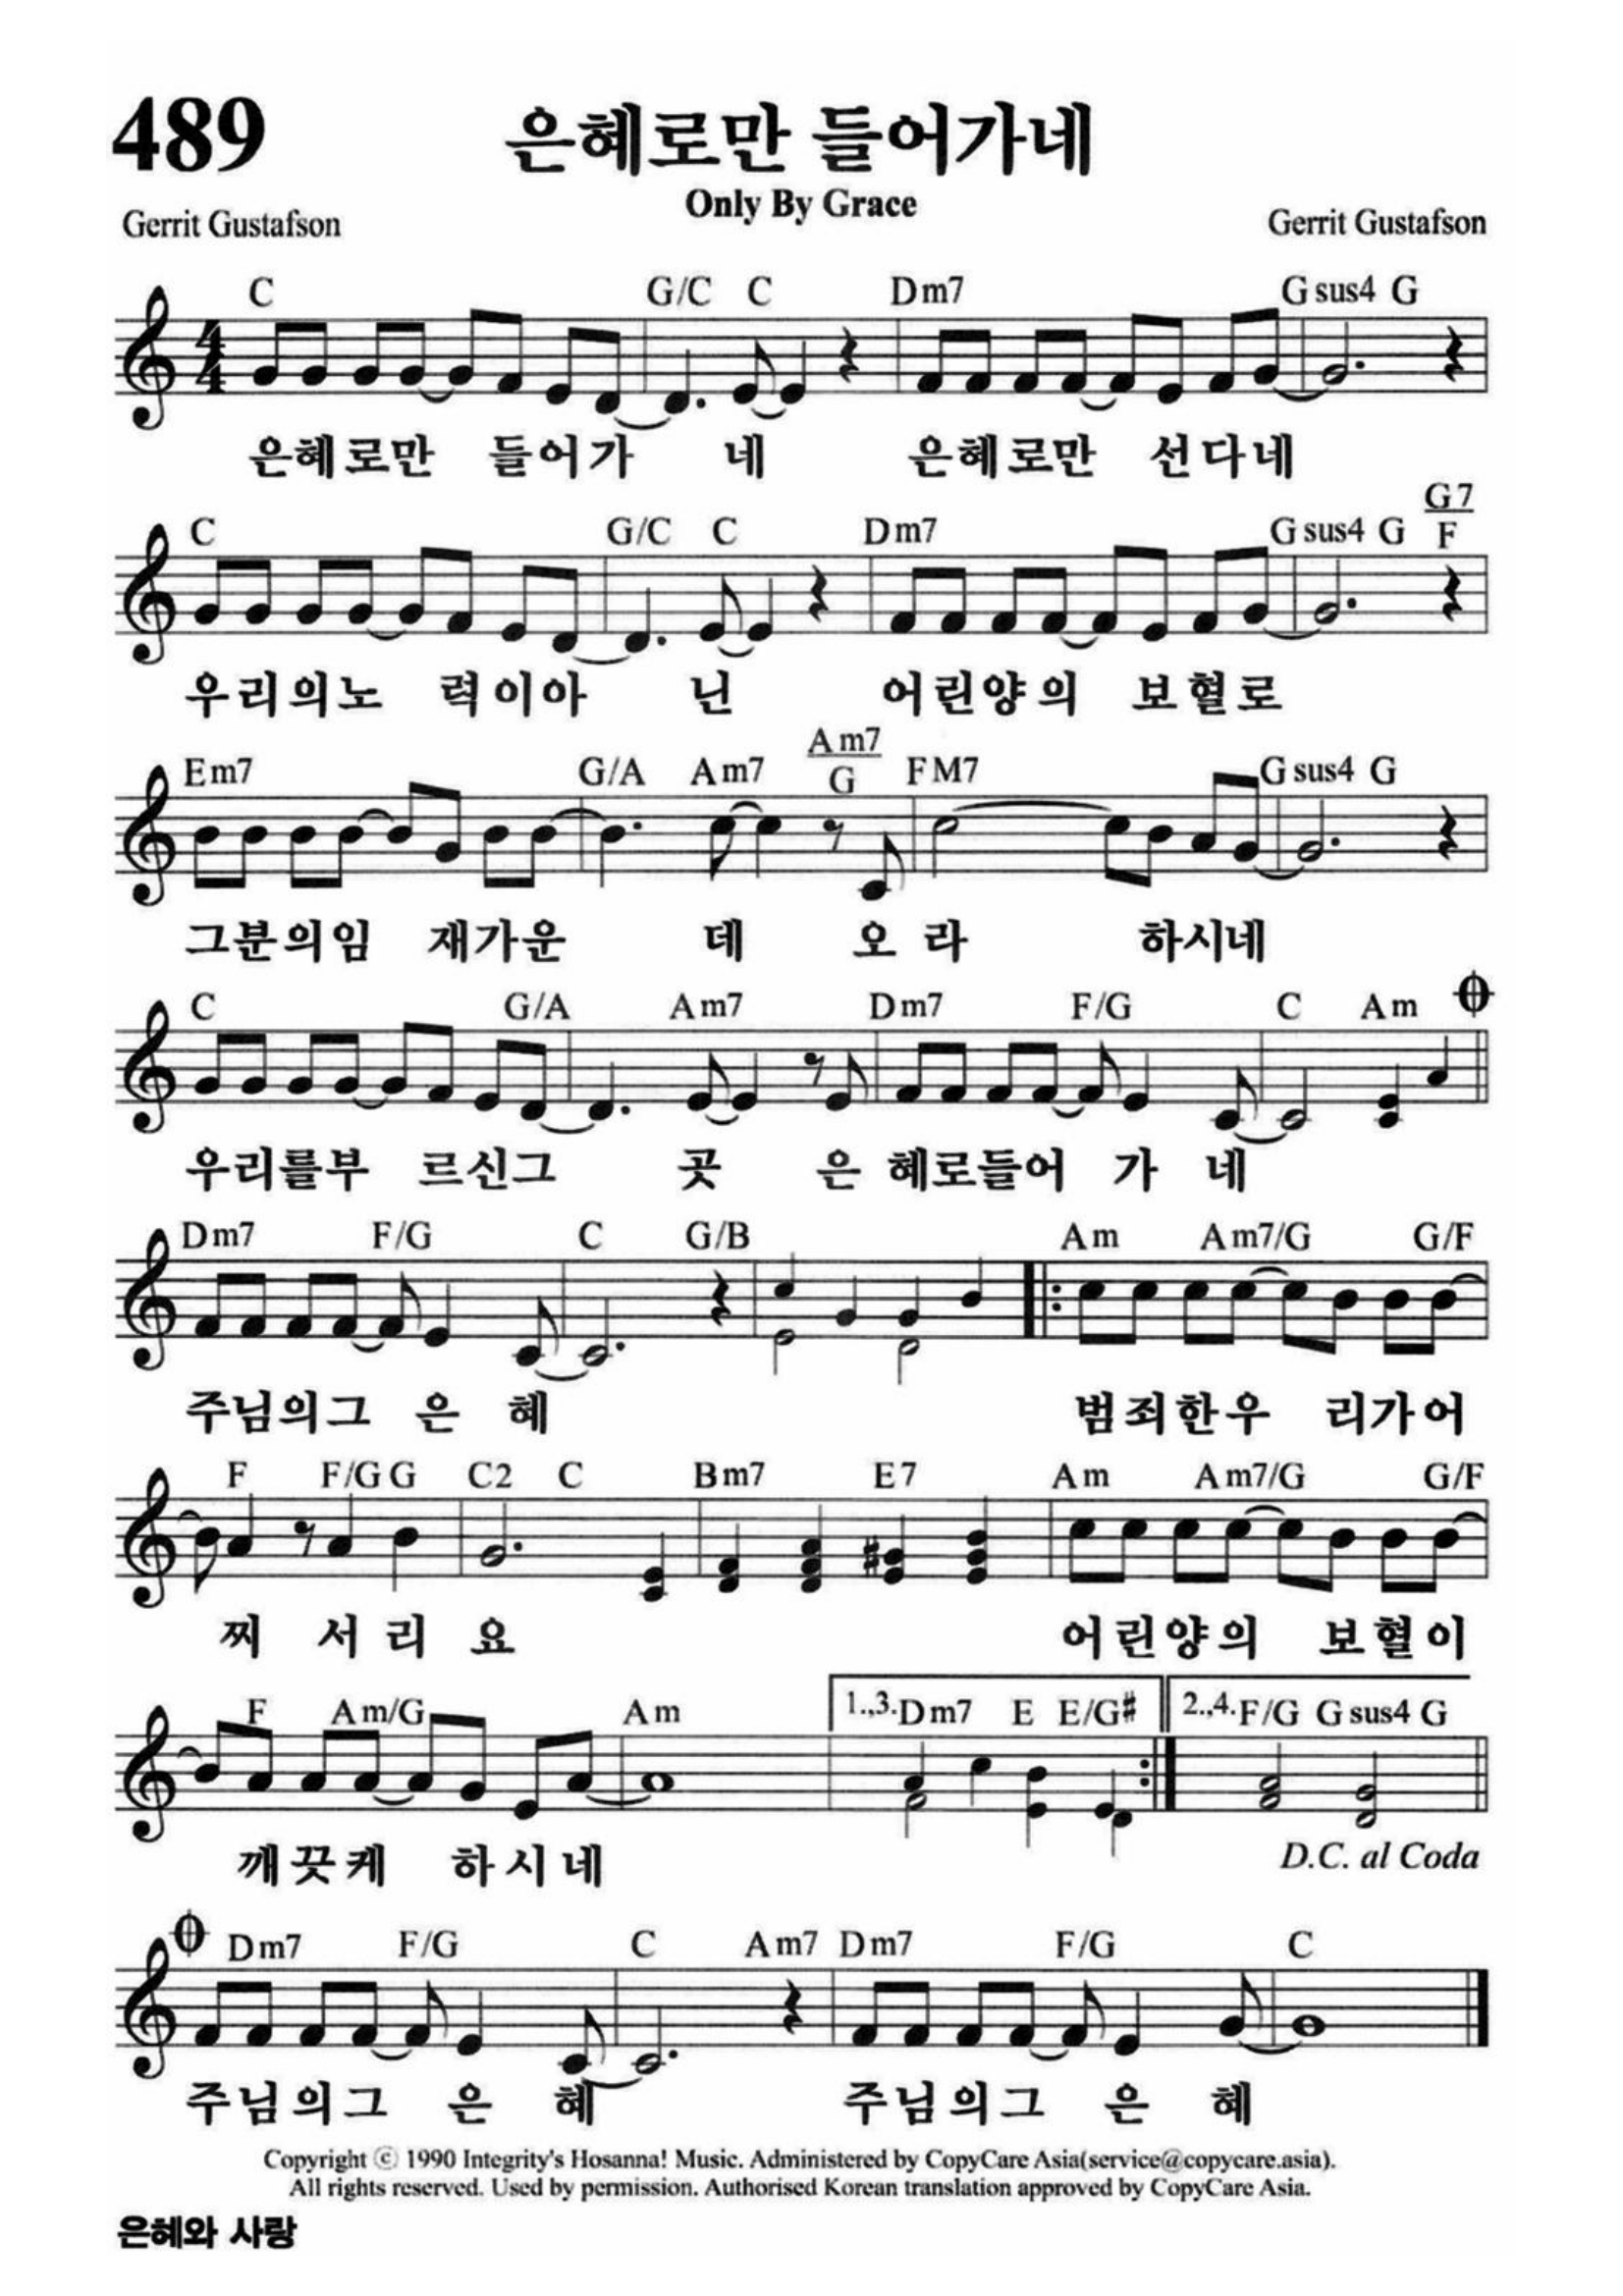 489
은혜로만 들어가네
Only By Grace
Gerrit Gustafson
Gerrit Gustafson
C G/C C Dm7 Gsus4 G
은혜로만 들어가 네 은혜로만 선다네
C G/C C Dm7 Gsus4 G G7/F
우리의노 력이아 닌 어린양의 보혈로
Em7 G/A Am7 Am7/G FM7 Gsus4 G
그분의임 재가운 데 오 라 하시네
C G/A Am7 Dm7 F/G C Am
우리를부 르신그 곳 은 혜로들어 가 네
Dm7 F/G C G/B Am Am7/G G/F
주님의그 은 혜 범죄한우 리가어
F F/G G C2 C Bm7 E7 Am Am7/G G/F
찌 서 리 요 어린양의 보혈이
F Am/G Am 1.,3. Dm7 E E/G# 2.,4. F/G Gsus4 G
깨끗케 하시네
D.C. al Coda
Dm7 F/G C Am7 Dm7 F/G C
주님의그 은 혜 주님의그 은 혜
Copyright ⓒ 1990 Integrity's Hosanna! Music. Administered by CopyCare Asia(service@copycare.asia).
All rights reserved. Used by permission. Authorised Korean translation approved by CopyCare Asia.
은혜와 사랑